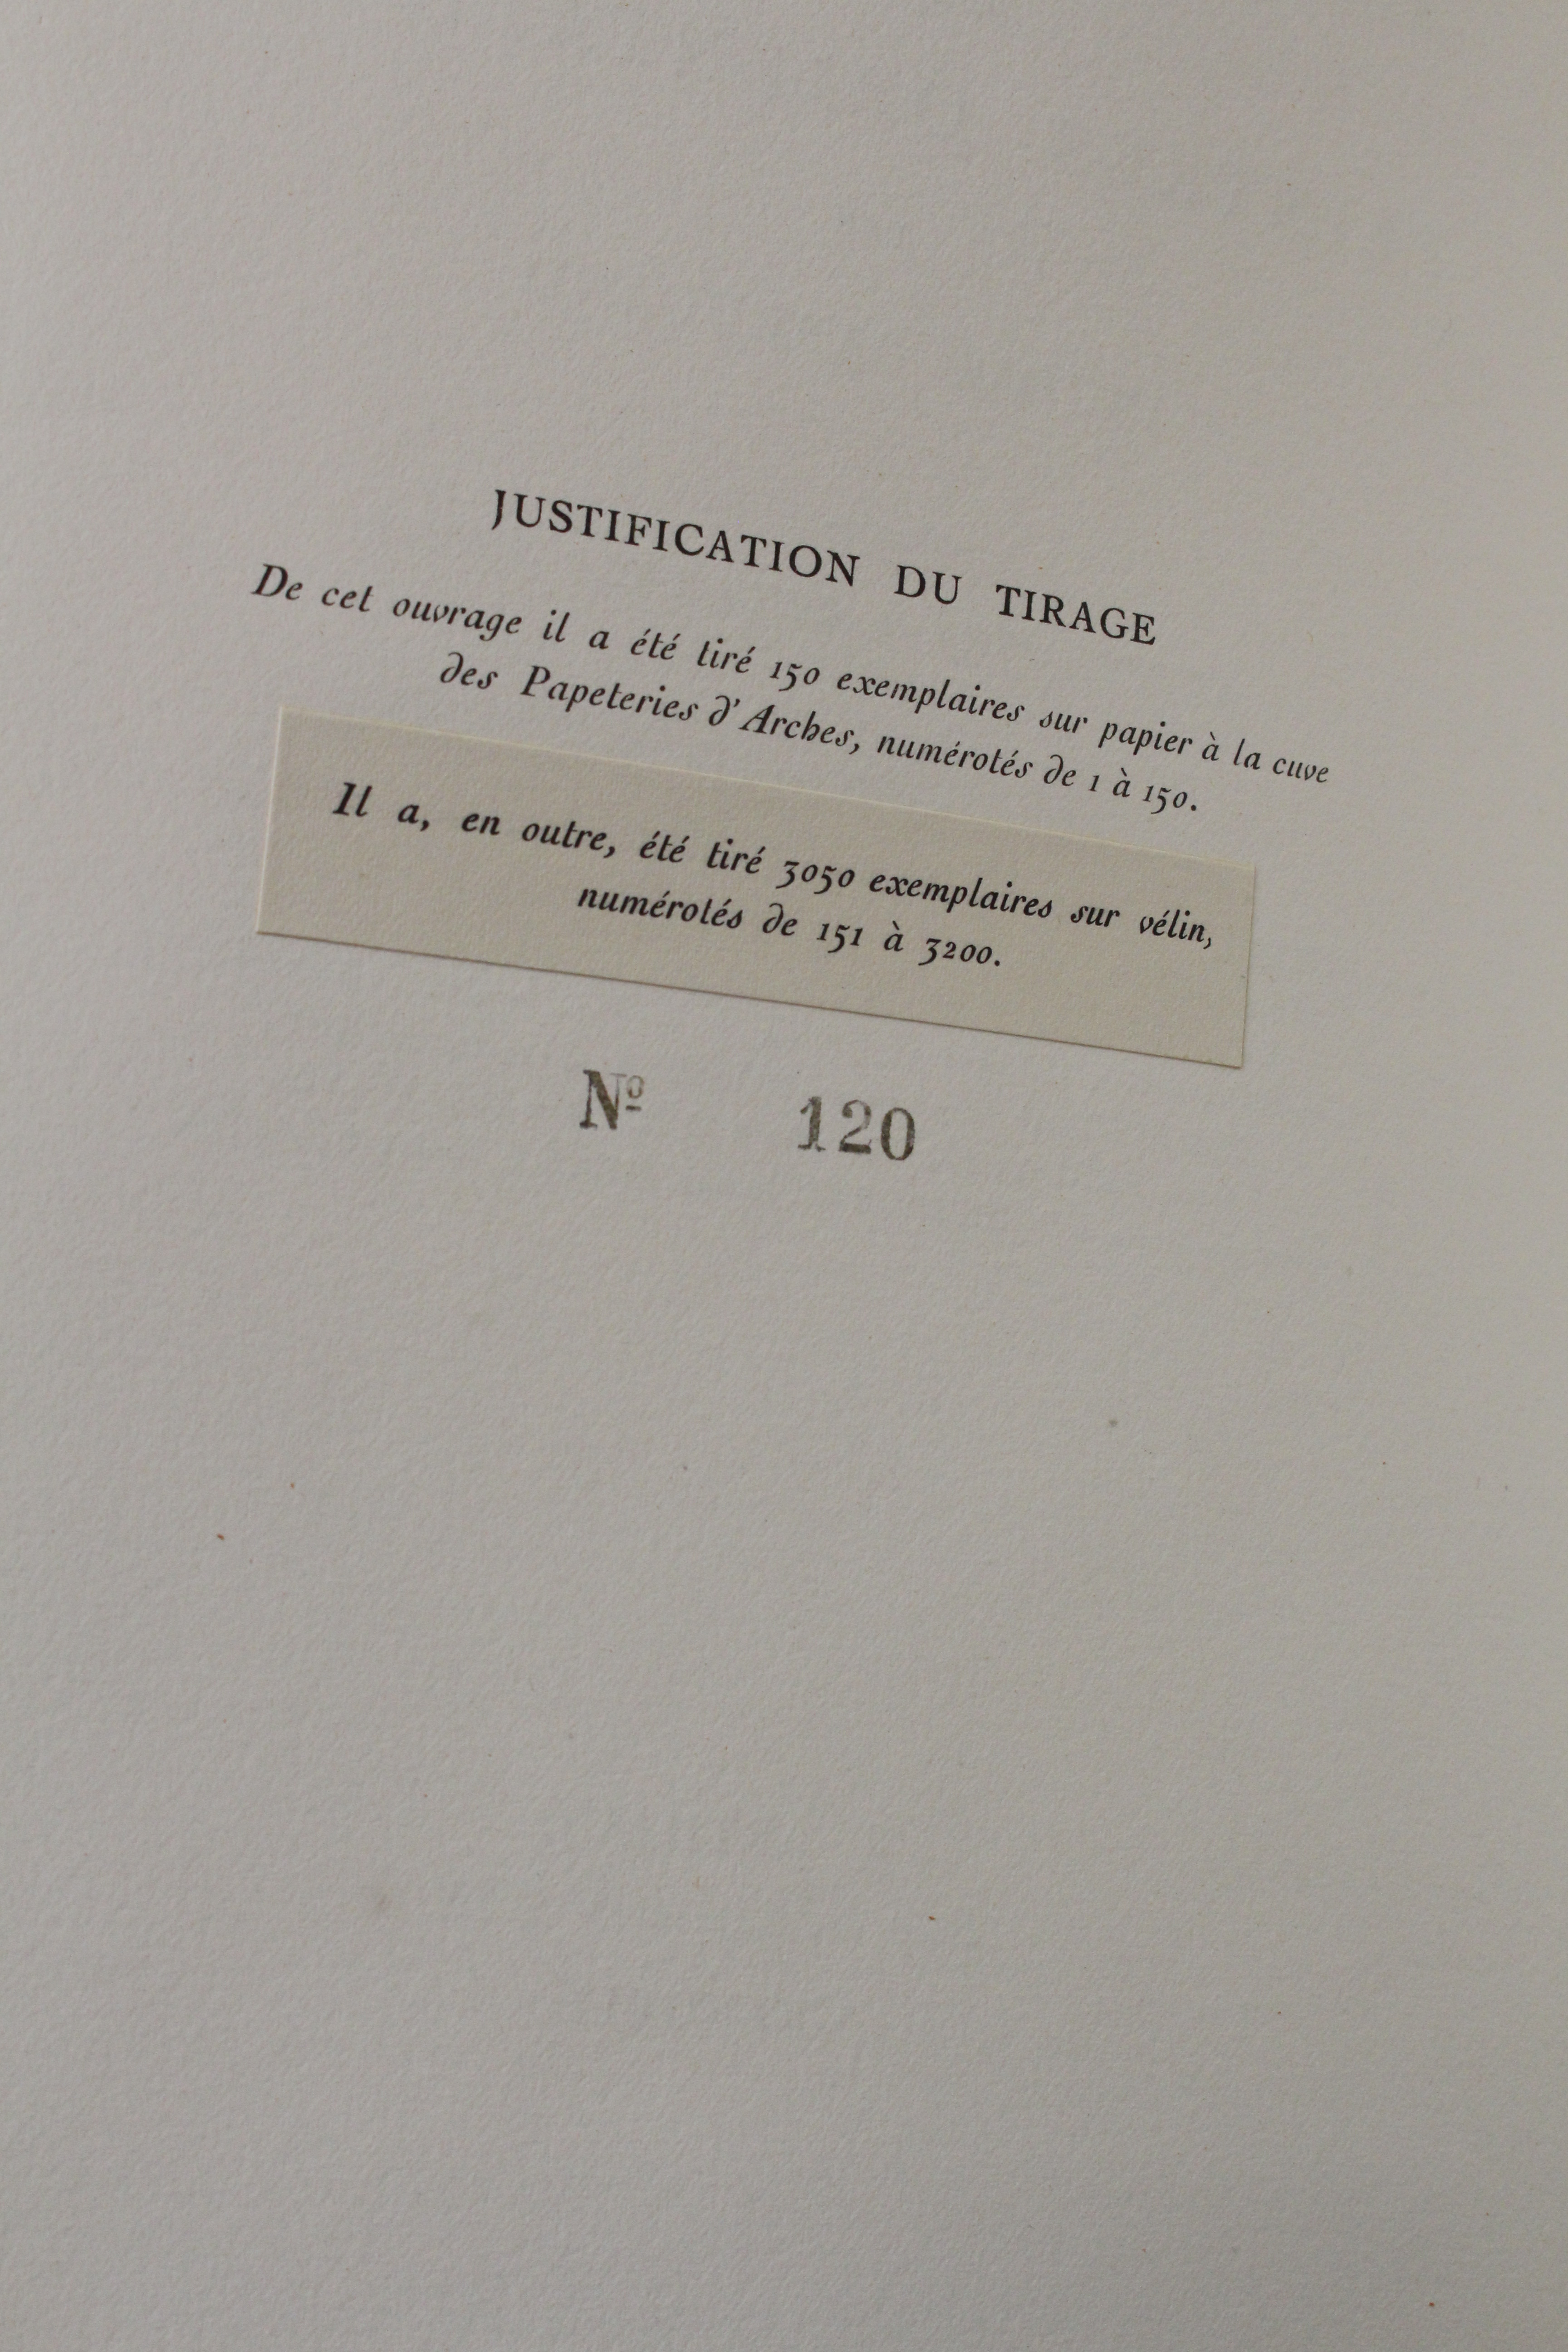 JUSTIFICATION DU TIRAGE
De cet ouvrage il a été tiré 150 exemplaires sur papier à la cuve
des Papeteries d'Arches, numérotés de 1 à 150.
Il a, en outre, été tiré 3050 exemplaires sur vélin,
numérotés de 151 à 3200.
Nº 120